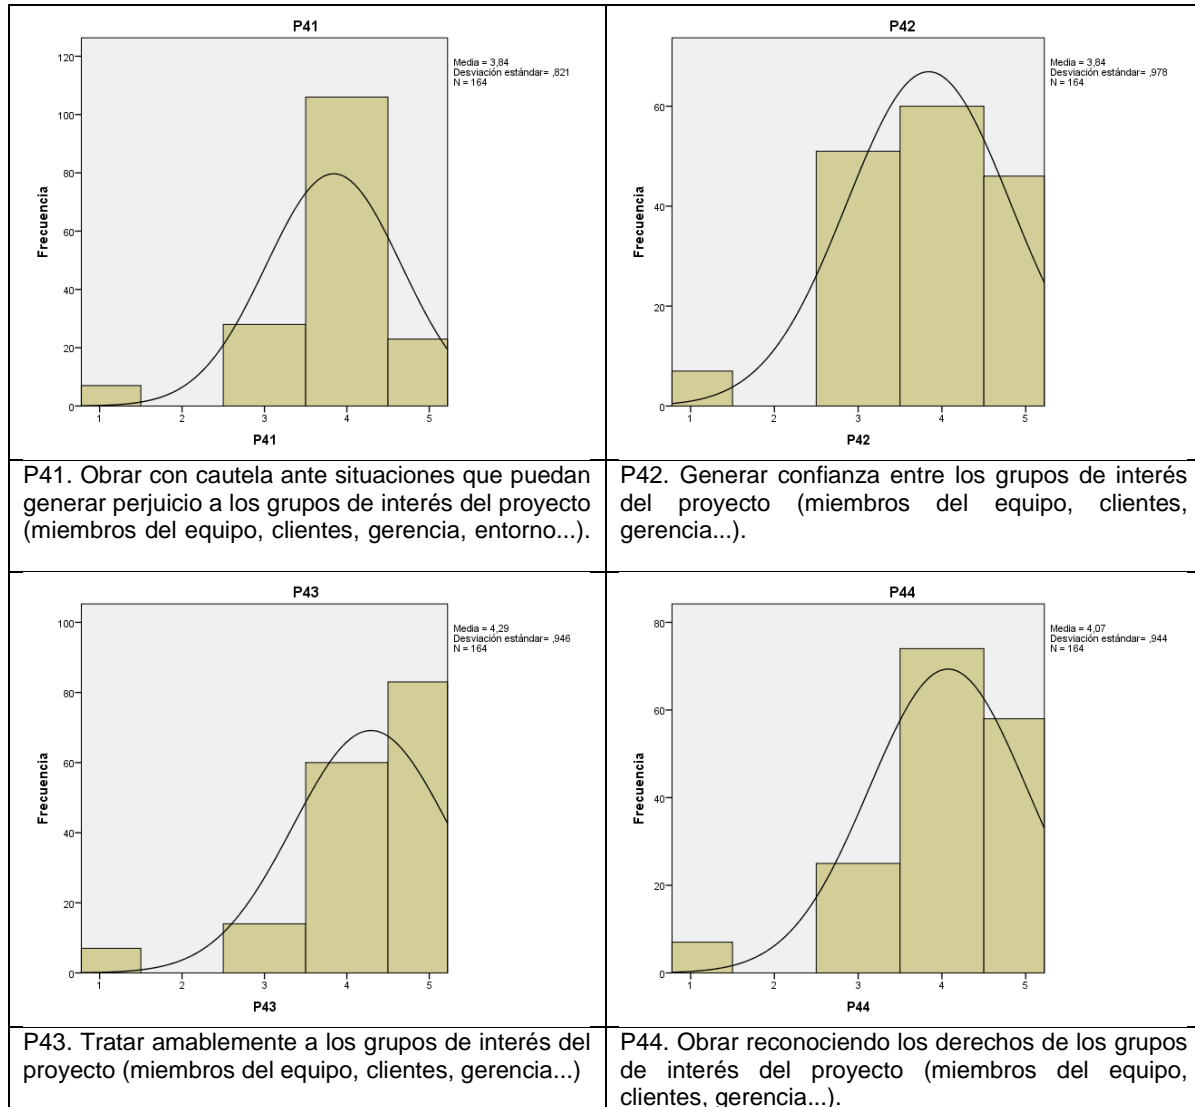 P41
Media = 3,84
Desviación estándar= ,821
N = 164
120
100
80
60
40
20
0
Frecuencia
1 2 3 4 5
P41
P41. Obrar con cautela ante situaciones que puedan
generar perjuicio a los grupos de interés del proyecto
(miembros del equipo, clientes, gerencia, entorno...).
P42
Media = 3,84
Desviación estándar= ,978
N = 164
60
40
20
0
Frecuencia
1 2 3 4 5
P42
P42. Generar confianza entre los grupos de interés
del proyecto (miembros del equipo, clientes,
gerencia...).
P43
Media = 4,29
Desviación estándar= ,946
N = 164
100
80
60
40
20
0
Frecuencia
1 2 3 4 5
P43
P43. Tratar amablemente a los grupos de interés del
proyecto (miembros del equipo, clientes, gerencia...)
P44
Media = 4,07
Desviación estándar= ,944
N = 164
80
60
40
20
0
Frecuencia
1 2 3 4 5
P44
P44. Obrar reconociendo los derechos de los grupos
de interés del proyecto (miembros del equipo,
clientes, gerencia...).